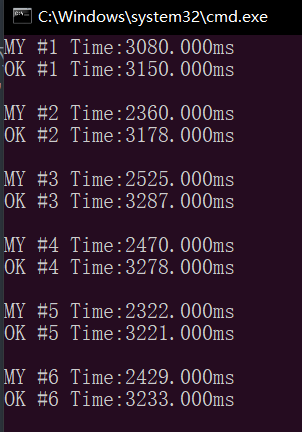 C:\Windows\system32\cmd.exe
MY #1 Time:3080.000ms
OK #1 Time:3150.000ms
MY #2 Time:2360.000ms
OK #2 Time:3178.000ms
MY #3 Time:2525.000ms
OK #3 Time:3287.000ms
MY #4 Time:2470.000ms
OK #4 Time:3278.000ms
MY #5 Time:2322.000ms
OK #5 Time:3221.000ms
MY #6 Time:2429.000ms
OK #6 Time:3233.000ms